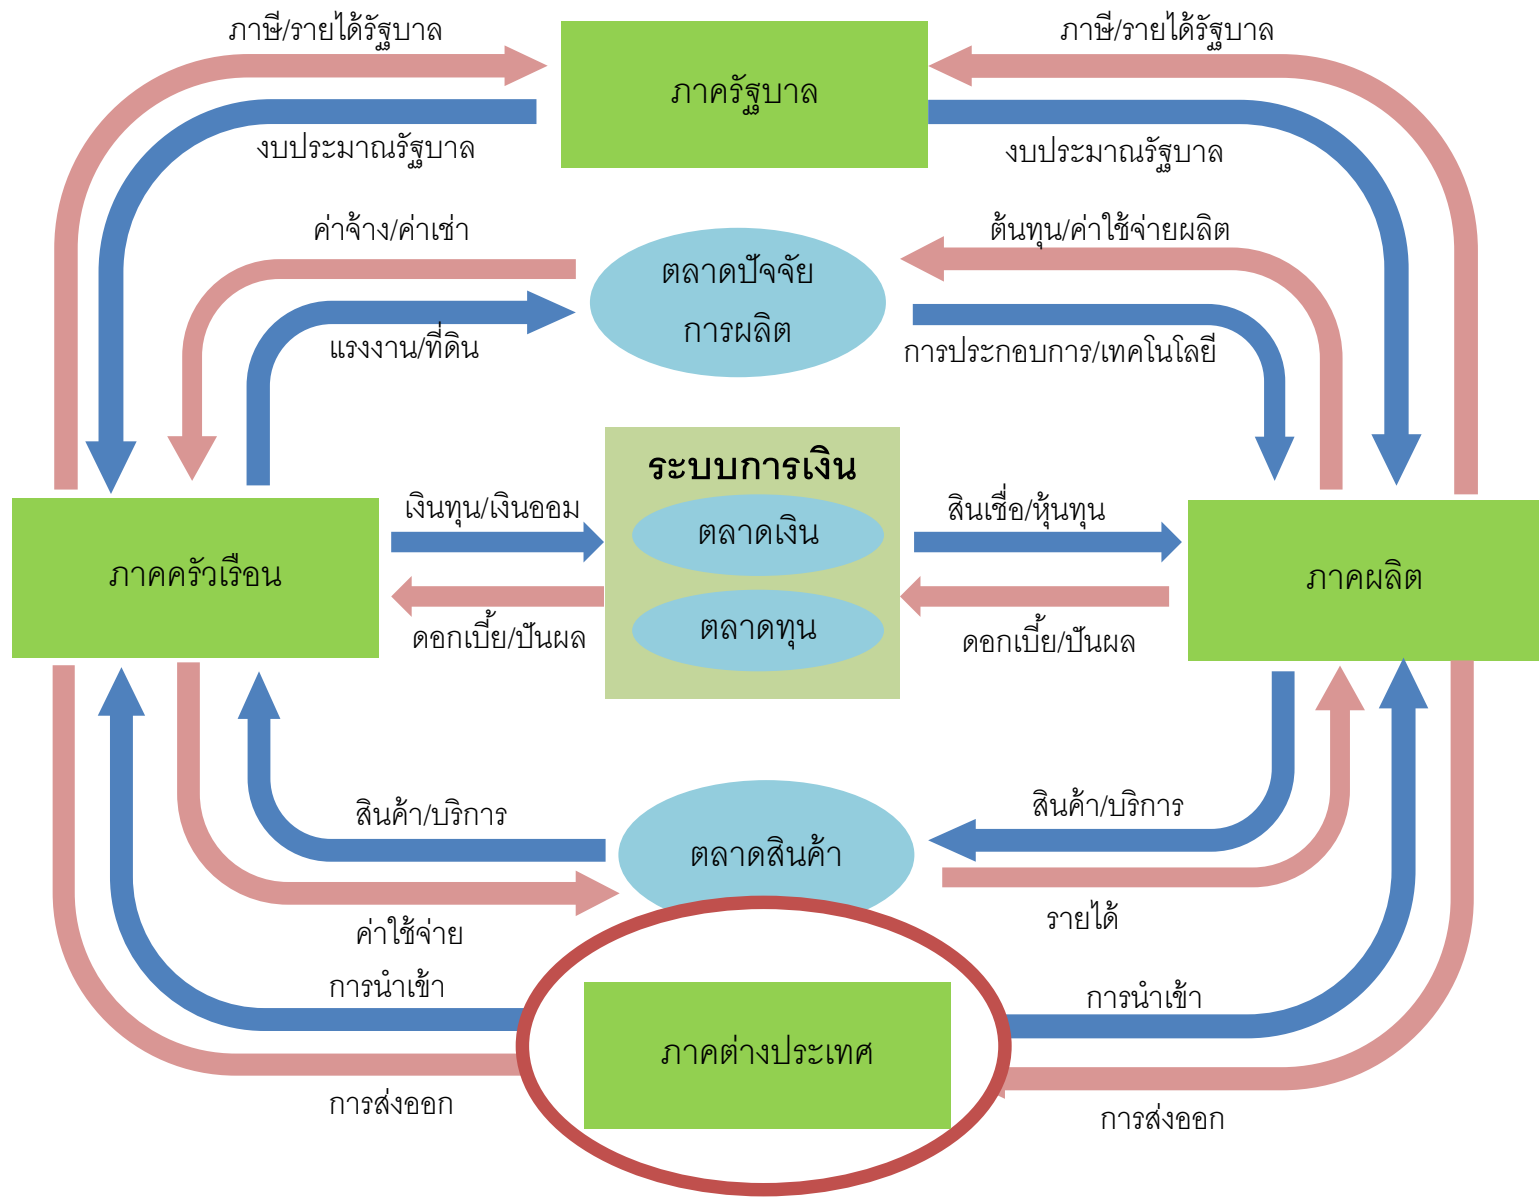 ภาษี/รายได้รัฐบาล
ภาษี/รายได้รัฐบาล
ภาครัฐบาล
งบประมาณรัฐบาล
งบประมาณรัฐบาล
ค่าจ้าง/ค่าเช่า
ต้นทุน/ค่าใช้จ่ายผลิต
ตลาดปัจจัย
การผลิต
แรงงาน/ที่ดิน
การประกอบการ/เทคโนโลยี
ระบบการเงิน
เงินทุน/เงินออม
สินเชื่อ/หุ้นทุน
ตลาดเงิน
ภาคครัวเรือน
ภาคผลิต
ตลาดทุน
ดอกเบี้ย/ปันผล
ดอกเบี้ย/ปันผล
สินค้า/บริการ
สินค้า/บริการ
ตลาดสินค้า
ค่าใช้จ่าย
รายได้
การนำเข้า
การนำเข้า
ภาคต่างประเทศ
การส่งออก
การส่งออก